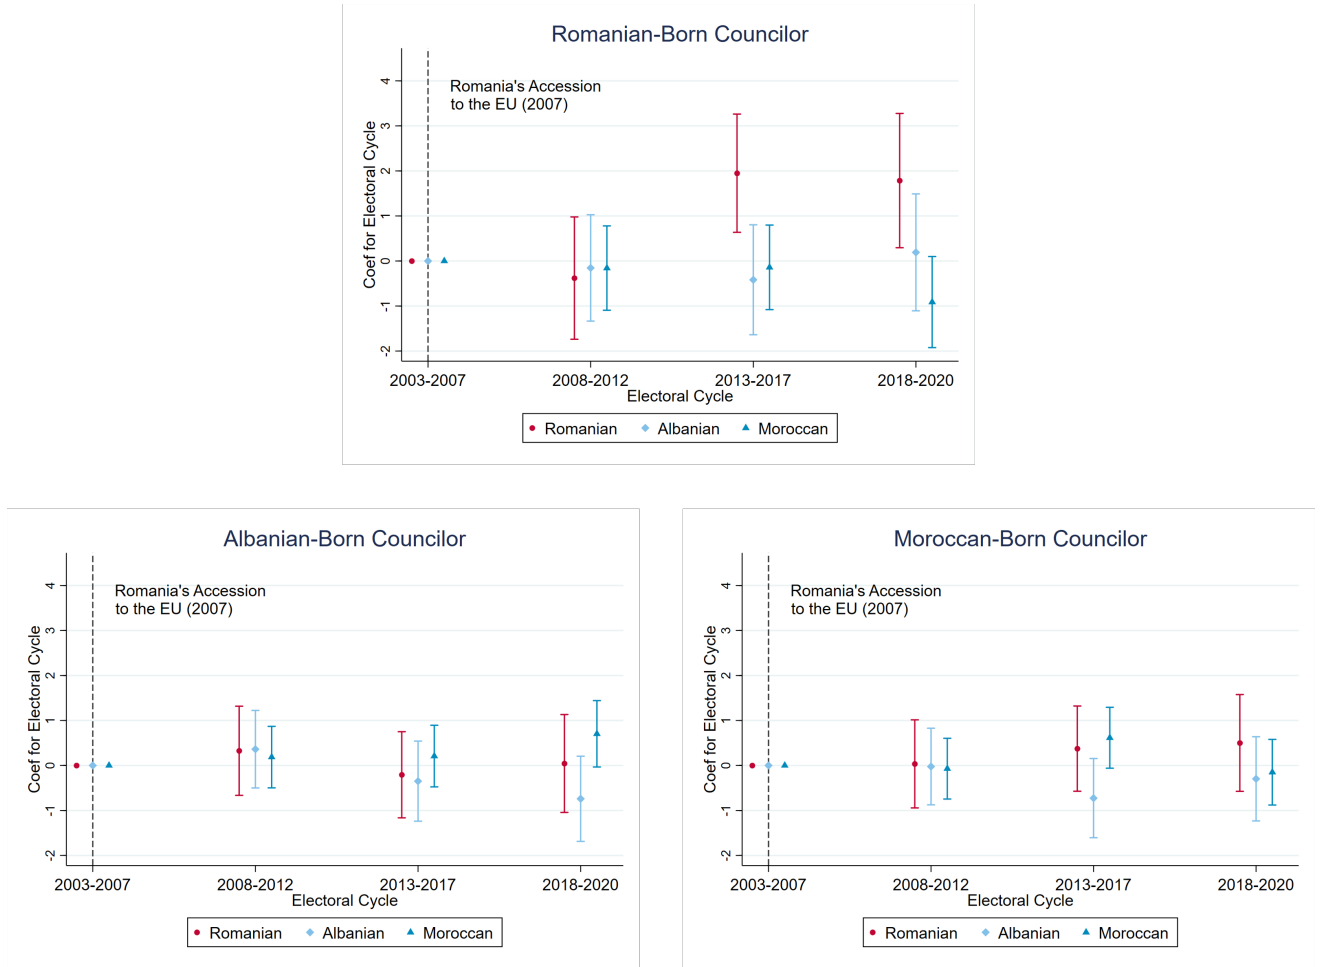 Romanian-Born Councilor
Romania's Accession
to the EU (2007)
Coef for Electoral Cycle
4
3
2
1
0
-1
-2
2003-2007
2008-2012
2013-2017
2018-2020
Electoral Cycle
Romanian
Albanian
Moroccan
Albanian-Born Councilor
Romania's Accession
to the EU (2007)
Coef for Electoral Cycle
4
3
2
1
0
-1
-2
2003-2007
2008-2012
2013-2017
2018-2020
Electoral Cycle
Romanian
Albanian
Moroccan
Moroccan-Born Councilor
Romania's Accession
to the EU (2007)
Coef for Electoral Cycle
4
3
2
1
0
-1
-2
2003-2007
2008-2012
2013-2017
2018-2020
Electoral Cycle
Romanian
Albanian
Moroccan